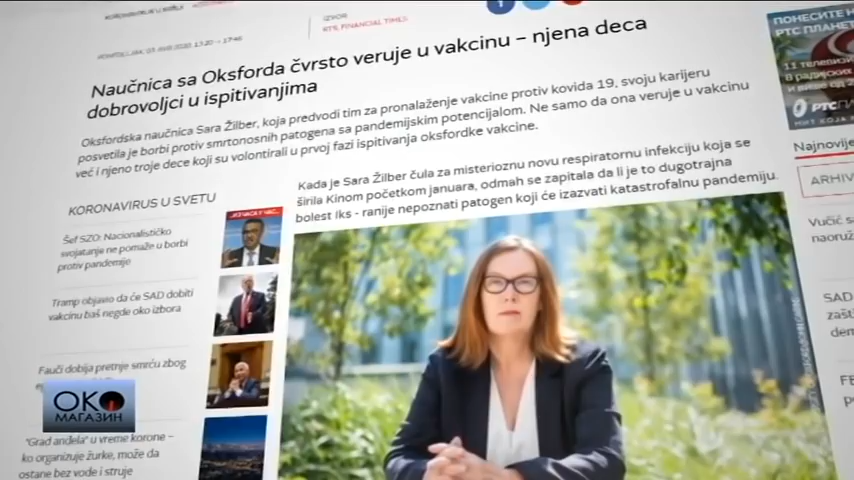 KORONAVIRUS U SRBIJI
IZVOR
RTS, FINANCIAL TIMES
Naučnica sa Oksforda čvrsto veruje u vakcinu – njena deca
dobrovoljci u ispitivanjima
Oksfordska naučnica Sara Žilber, koja predvodi tim za pronalaženje vakcine protiv kovida 19, svoju karijeru
posvetila je borbi protiv smrtonosnih patogena sa pandemijskim potencijalom. Ne samo da ona veruje u vakcinu
već i njeno troje dece koji su volontirali u prvoj fazi ispitivanja oksfordke vakcine.
KORONAVIRUS U SVETU
Šef SZO: Nacionalističko
svojatanje ne pomaže u borbi
protiv pandemije
Tramp objavio da će SAD dobiti
vakcinu baš negde oko izbora
Fauči dobija pretnje smrću zbog
"Grad anđela" u vreme korone –
ko organizuje žurke, može da
ostane bez vode i struje
Kada je Sara Žilber čula za misterioznu novu respiratornu infekciju koja se
širila Kinom početkom januara, odmah se zapitala da li je to dugotrajna
bolest Iks - ranije nepoznati patogen koji će izazvati katastrofalnu pandemiju.
ПОНЕСИТЕ
РТС ПЛАНЕТ
11 телевизи
Najnovije
ARHIV
Vučić s
naoruž
SAD
zašt
ОКО
МАГАЗИН